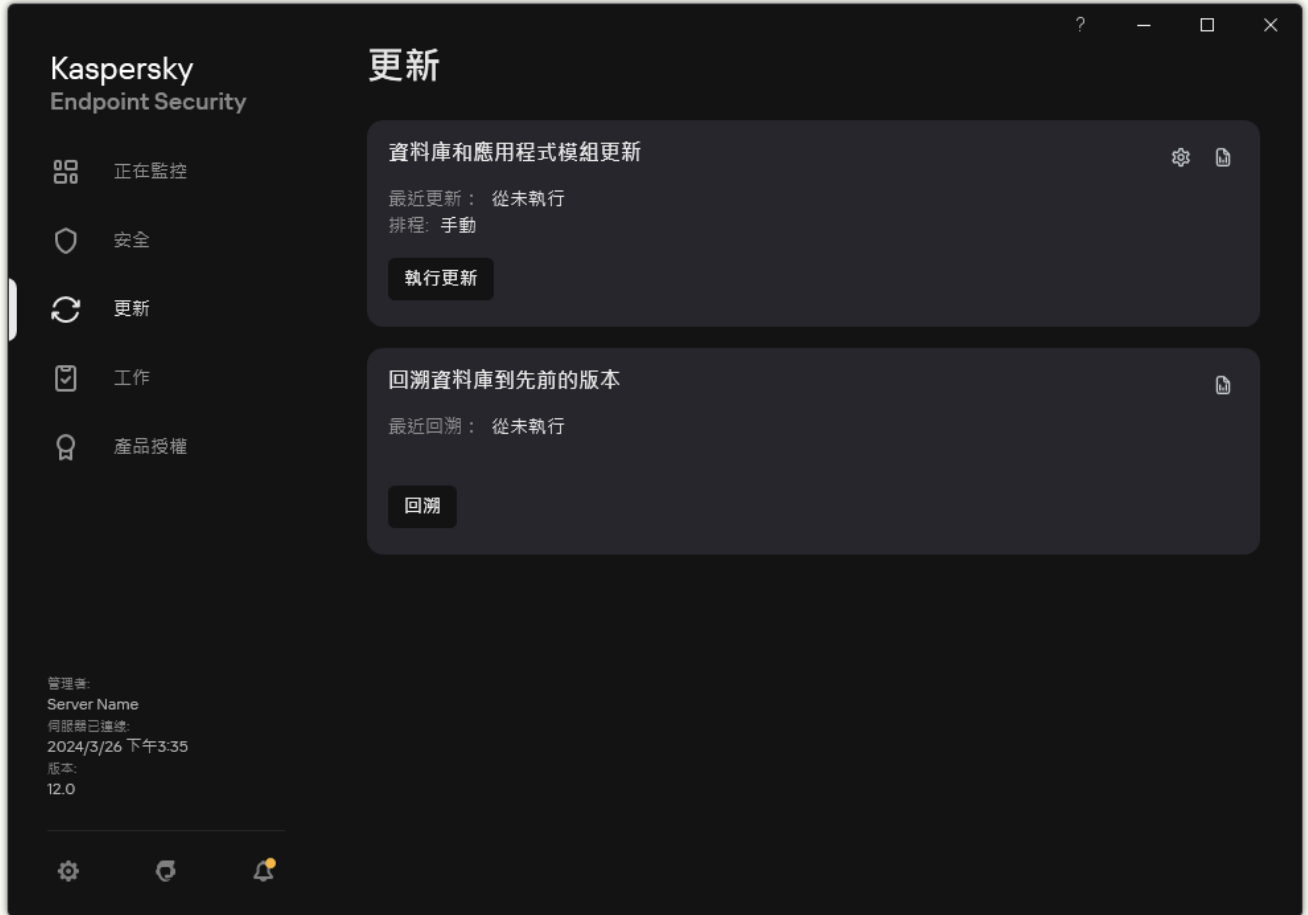 ?
Kaspersky
Endpoint Security
正在監控
安全
更新
工作
產品授權
管理者:
Server Name
伺服器已連線:
2024/3/26 下午3:35
版本:
12.0
更新
資料庫和應用程式模組更新
最近更新： 從未執行
排程: 手動
執行更新
回溯資料庫到先前的版本
最近回溯： 從未執行
回溯